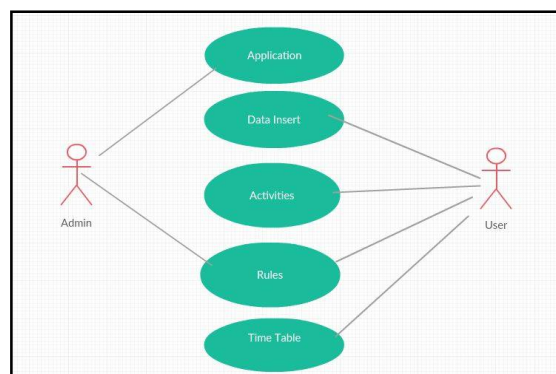 Application
Data Insert
Activities
Admin
User
Rules
Time Table